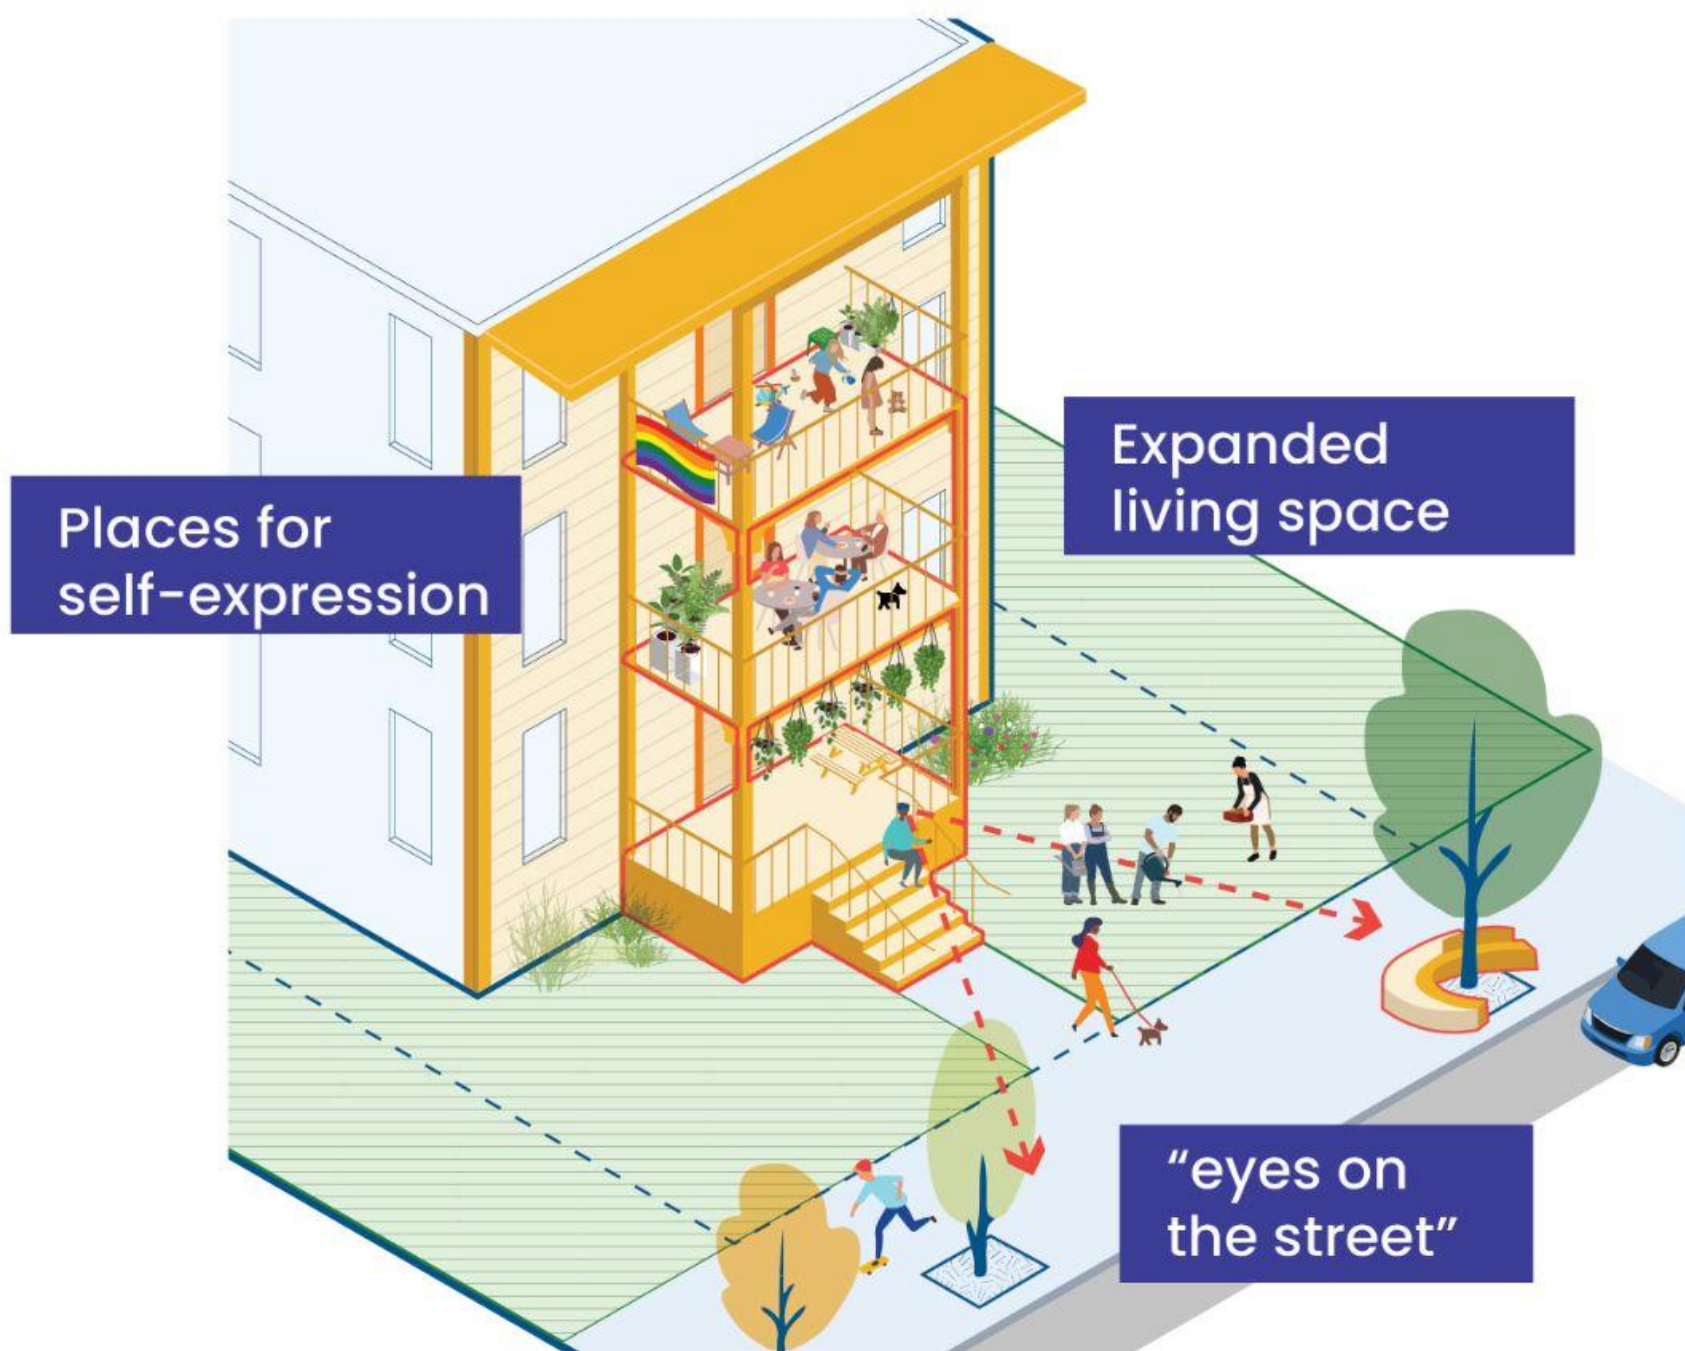 Places for
self-expression
Expanded
living space
“eyes on
the street”